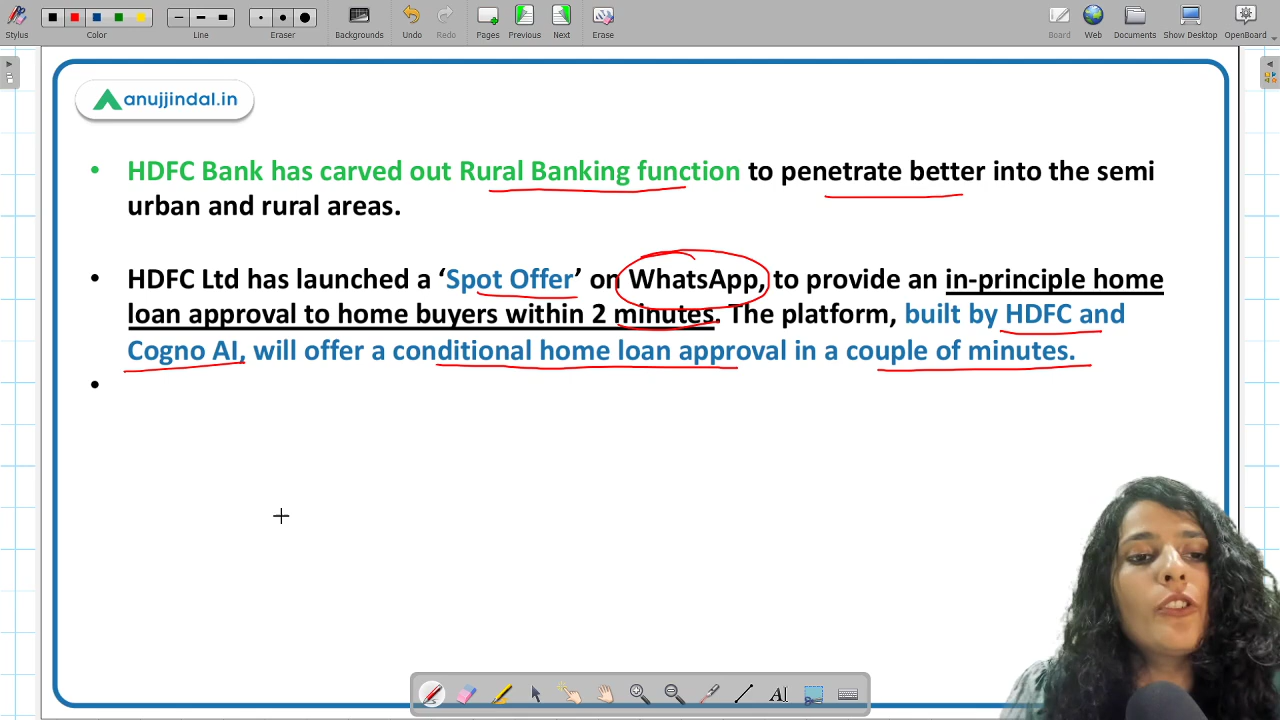 Stylus
Color
Line
Eraser
Backgrounds
Undo
Redo
Pages
Previous
Next
Erase
Board
Web
Documents
Show Desktop
OpenBoard
anujjindal.in
• HDFC Bank has carved out Rural Banking function to penetrate better into the semi
urban and rural areas.
• HDFC Ltd has launched a ‘Spot Offer’ on WhatsApp, to provide an in-principle home
loan approval to home buyers within 2 minutes. The platform, built by HDFC and
Cogno AI, will offer a conditional home loan approval in a couple of minutes.
•